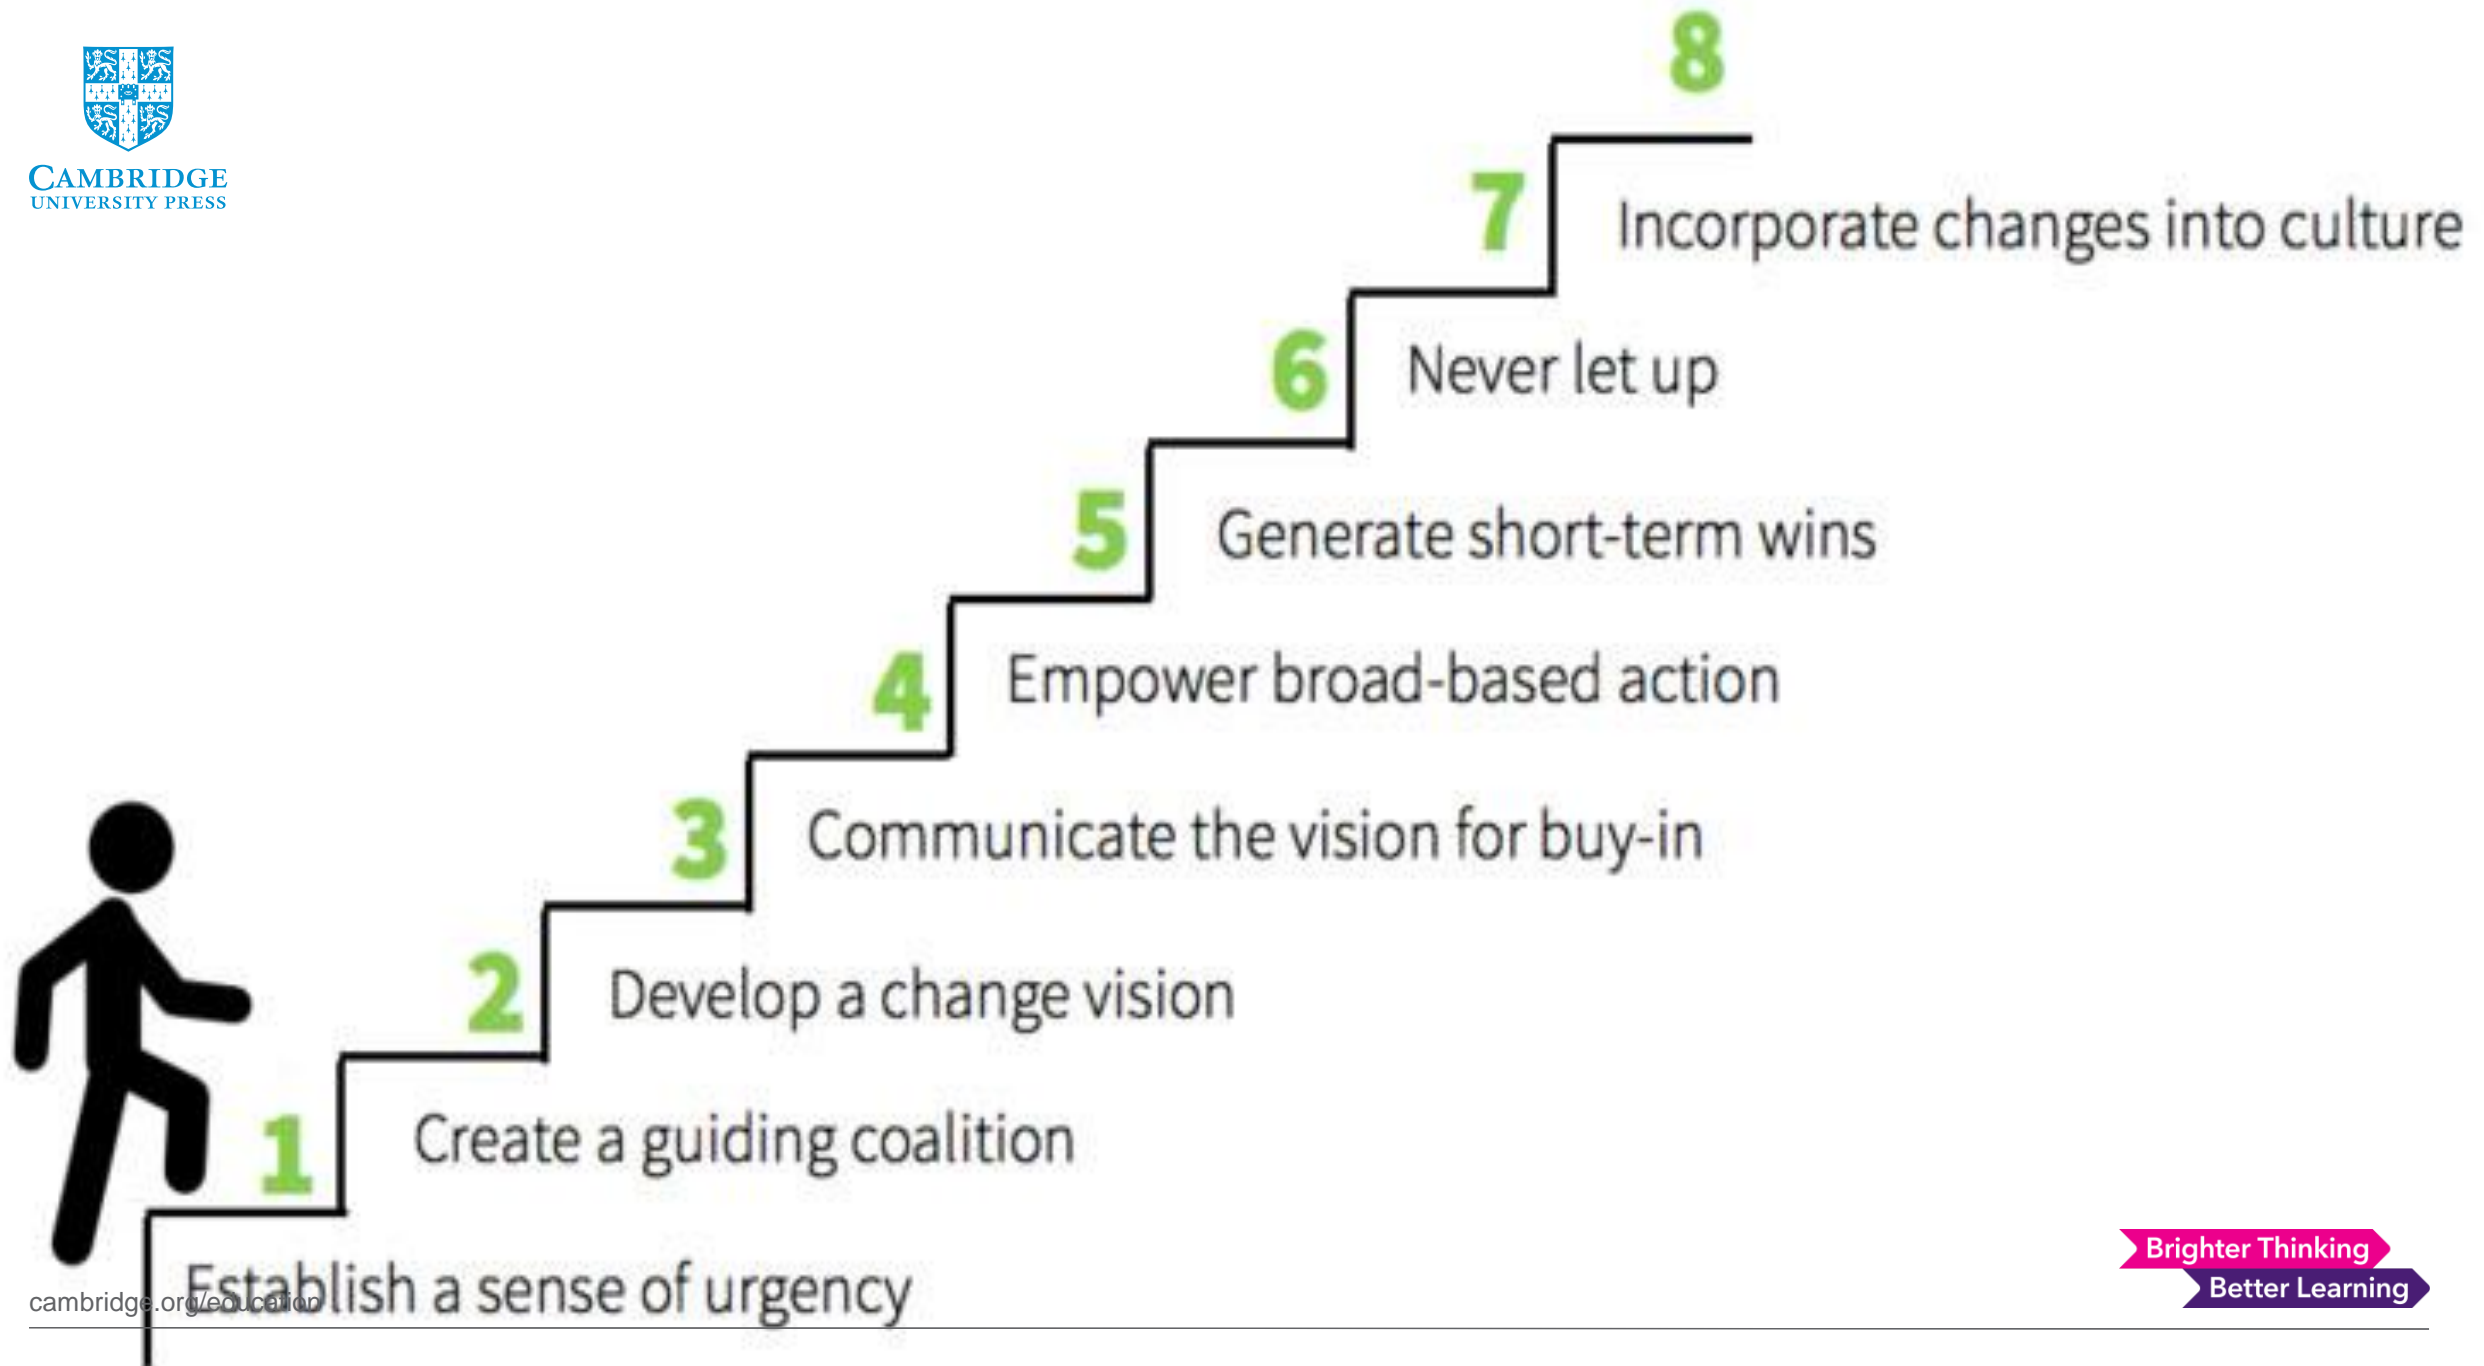 CAMBRIDGE
UNIVERSITY PRESS
8
7
Incorporate changes into culture
6
Never let up
5
Generate short-term wins
4
Empower broad-based action
3
Communicate the vision for buy-in
2
Develop a change vision
1
Create a guiding coalition
Establish a sense of urgency
cambridge.org/education
Brighter Thinking
Better Learning